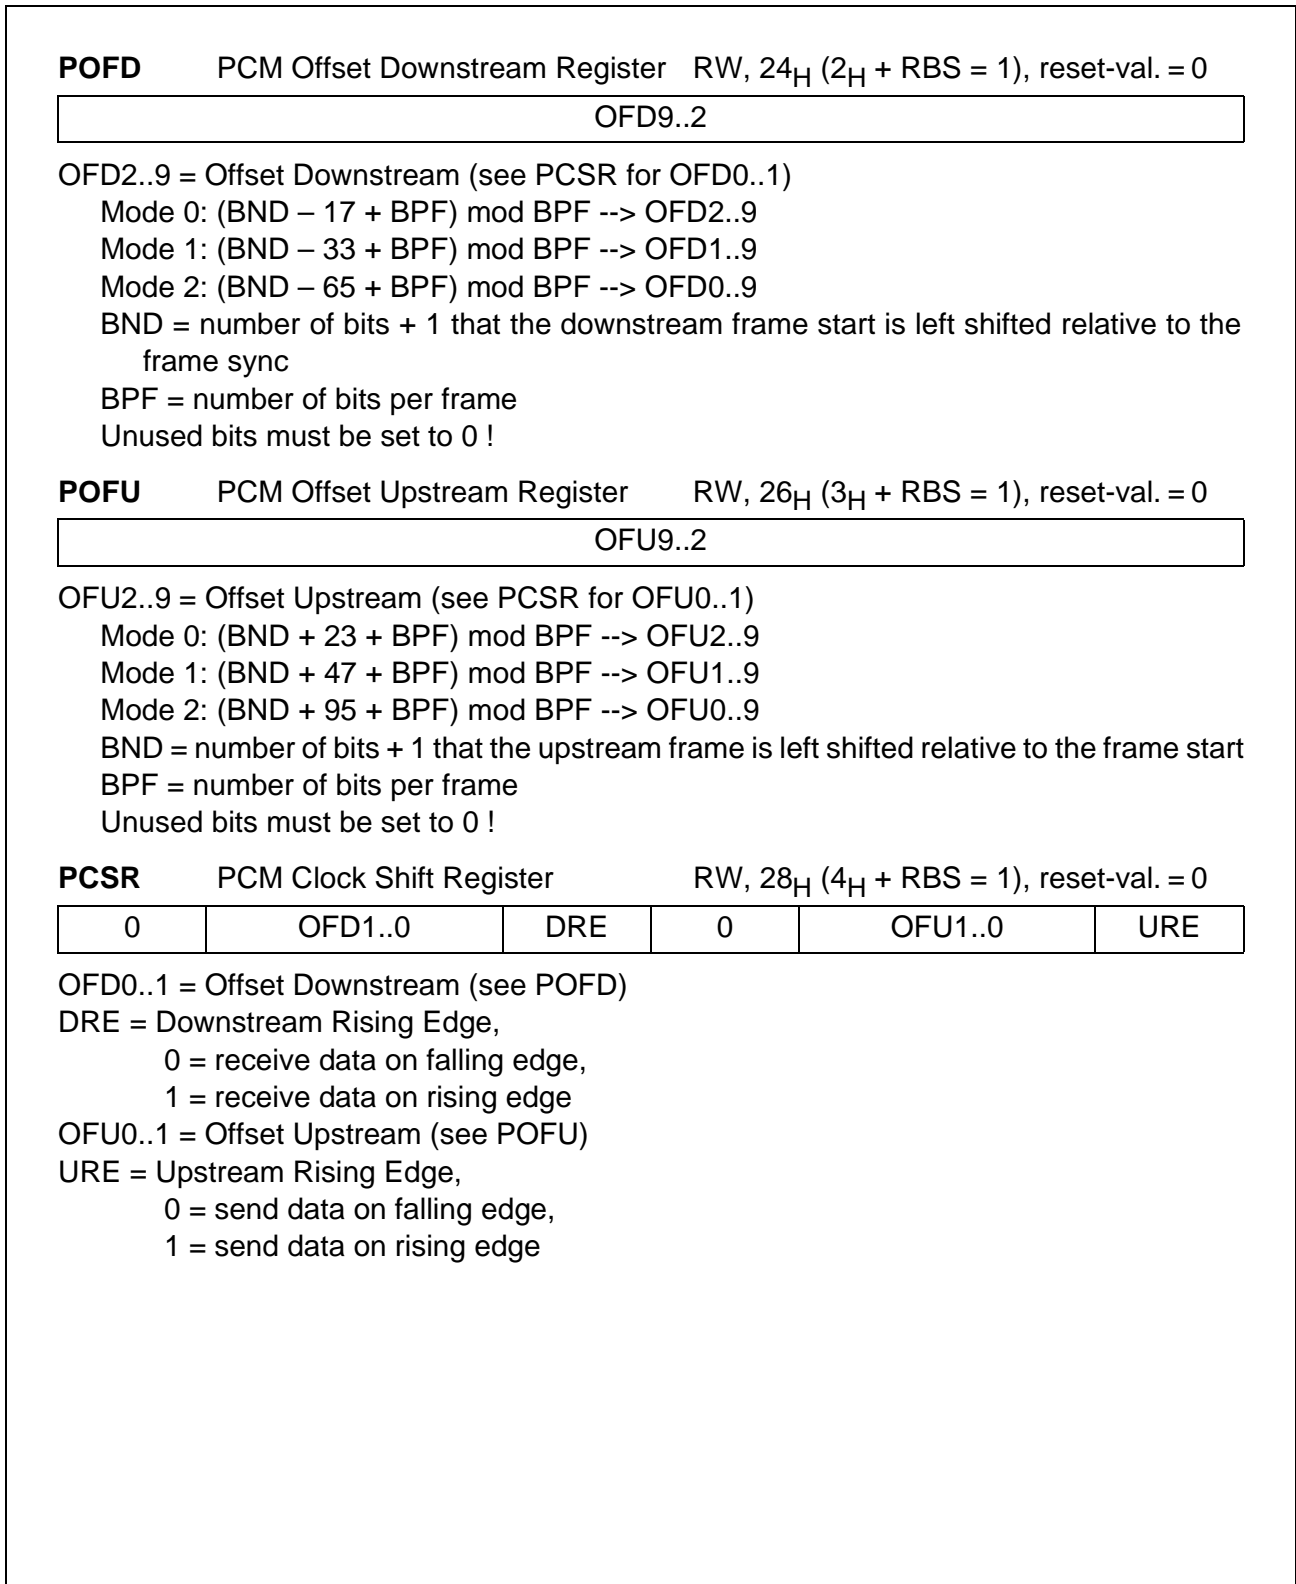 POFD PCM Offset Downstream Register RW, 24H (2H + RBS = 1), reset-val. = 0
OFD9..2
OFD2..9 = Offset Downstream (see PCSR for OFD0..1)
Mode 0: (BND – 17 + BPF) mod BPF --> OFD2..9
Mode 1: (BND – 33 + BPF) mod BPF --> OFD1..9
Mode 2: (BND – 65 + BPF) mod BPF --> OFD0..9
BND = number of bits + 1 that the downstream frame start is left shifted relative to the
frame sync
BPF = number of bits per frame
Unused bits must be set to 0 !
POFU PCM Offset Upstream Register RW, 26H (3H + RBS = 1), reset-val. = 0
OFU9..2
OFU2..9 = Offset Upstream (see PCSR for OFU0..1)
Mode 0: (BND + 23 + BPF) mod BPF --> OFU2..9
Mode 1: (BND + 47 + BPF) mod BPF --> OFU1..9
Mode 2: (BND + 95 + BPF) mod BPF --> OFU0..9
BND = number of bits + 1 that the upstream frame is left shifted relative to the frame start
BPF = number of bits per frame
Unused bits must be set to 0 !
PCSR PCM Clock Shift Register RW, 28H (4H + RBS = 1), reset-val. = 0
0 OFD1..0 DRE 0 OFU1..0 URE
OFD0..1 = Offset Downstream (see POFD)
DRE = Downstream Rising Edge,
0 = receive data on falling edge,
1 = receive data on rising edge
OFU0..1 = Offset Upstream (see POFU)
URE = Upstream Rising Edge,
0 = send data on falling edge,
1 = send data on rising edge